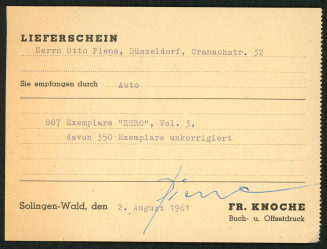 LIEFERSCHEIN
Herrn Otto Piene, Düsseldorf, Cranachstr. 32
Sie empfangen durch Auto
887 Exemplare "ZERO", Vol. 3,
davon 350 Exemplare unkorrigiert
Piene
Solingen-Wald, den 2. August 1961 FR. KNOCHE
Buch- u. Offsetdruck